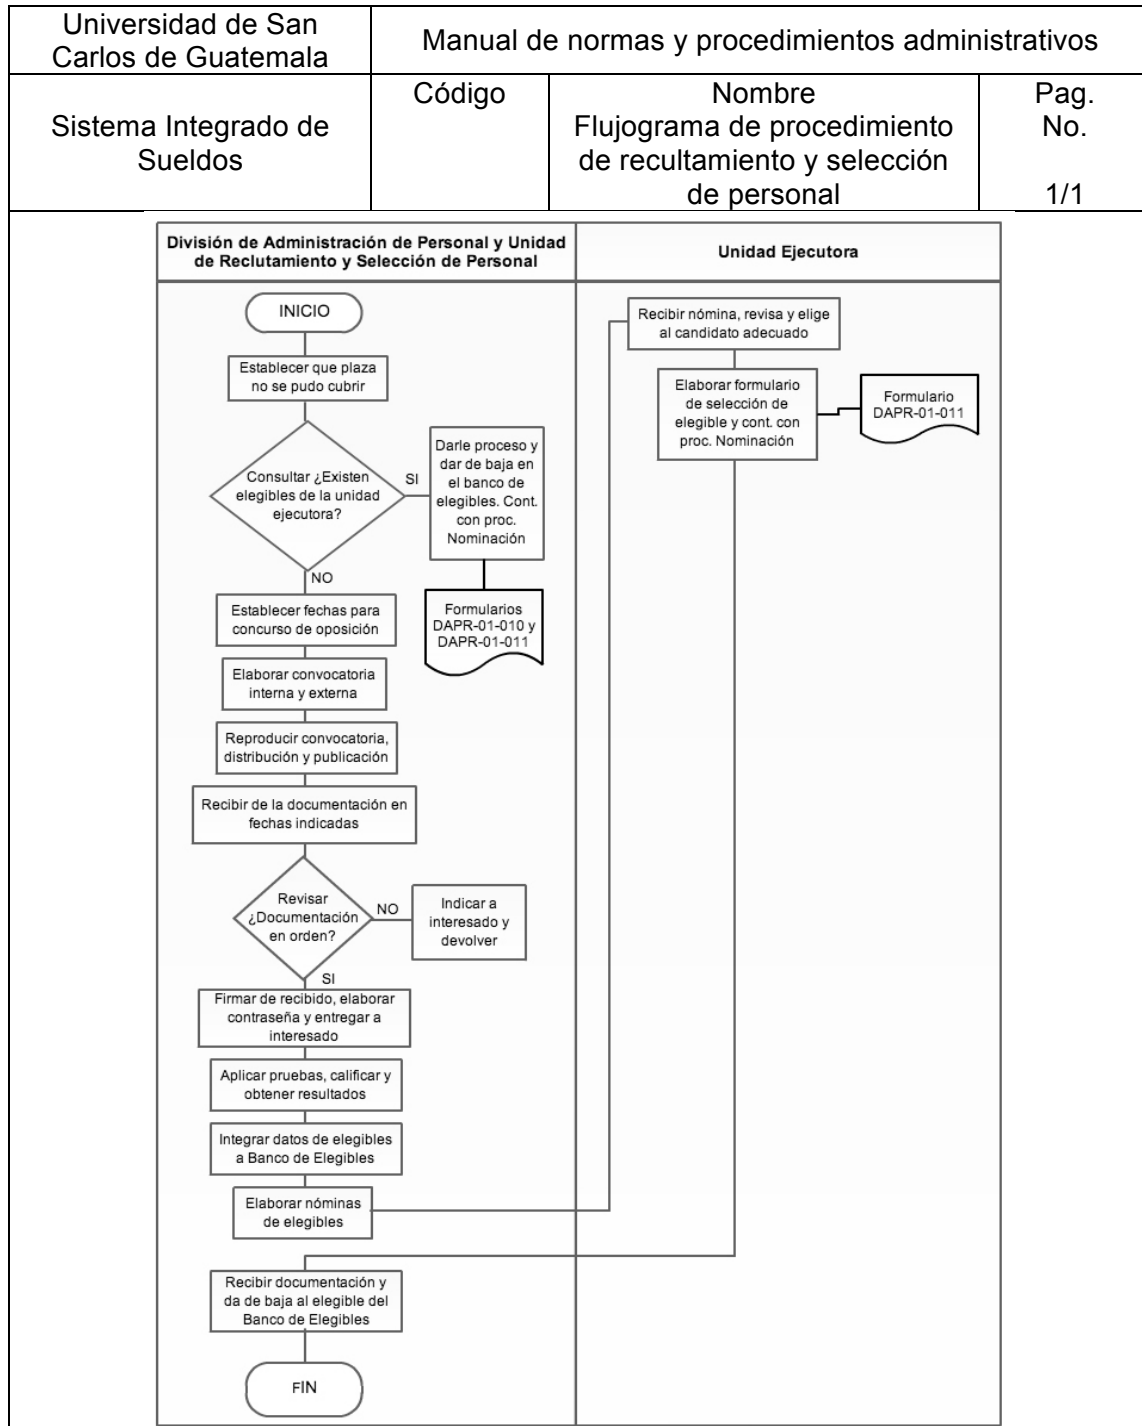 Universidad de San
Carlos de Guatemala
Manual de normas y procedimientos administrativos
Sistema Integrado de
Sueldos
Código
Nombre
Flujograma de procedimiento
de recultamiento y selección
de personal
Pag.
No.
1/1
División de Administración de Personal y Unidad
de Reclutamiento y Selección de Personal
Unidad Ejecutora
INICIO
Establecer que plaza
no se pudo cubrir
Consultar ¿Existen
elegibles de la unidad
ejecutora?
SI
Darle proceso y
dar de baja en
el banco de
elegibles. Cont.
con proc.
Nominación
Formularios
DAPR-01-010 y
DAPR-01-011
NO
Establecer fechas para
concurso de oposición
Elaborar convocatoria
interna y externa
Reproducir convocatoria,
distribución y publicación
Recibir de la documentación en
fechas indicadas
Revisar
¿Documentación
en orden?
NO
Indicar a
interesado y
devolver
SI
Firmar de recibido, elaborar
contraseña y entregar a
interesado
Aplicar pruebas, calificar y
obtener resultados
Integrar datos de elegibles
a Banco de Elegibles
Elaborar nóminas
de elegibles
Recibir nómina, revisa y elige
al candidato adecuado
Elaborar formulario
de selección de
elegible y cont. con
proc. Nominación
Formulario
DAPR-01-011
Recibir documentación y
da de baja al elegible del
Banco de Elegibles
FIN